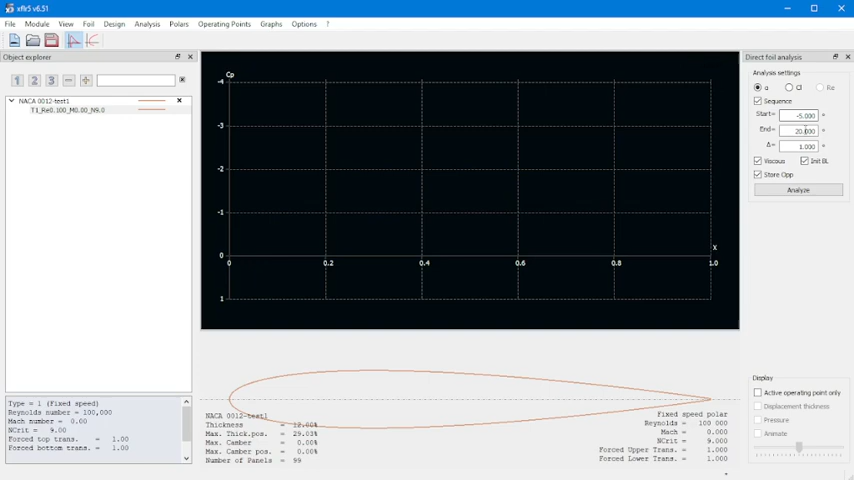 xflr5 v6.51
File Module View Foil Design Analysis Polars Operating Points Graphs Options ?
Object explorer
1 2 3
NACA 0012-test1
T1_Re0.100_M0.00_N9.0
Type = 1 (Fixed speed)
Reynolds number = 100,000
Mach number = 0.00
NCrit = 9.00
Forced top trans. = 1.00
Forced bottom trans. = 1.00
Cp
-4
-3
-2
-1
0
1
X
0 0.2 0.4 0.6 0.8 1.0
NACA 0012-test1
Thickness = 12.00%
Max. Thick.pos. = 29.03%
Max. Camber = 0.00%
Max. Camber pos. = 0.00%
Number of Panels = 99
Fixed speed polar
Reynolds = 100 000
Mach = 0.000
NCrit = 9.000
Forced Upper Trans. = 1.000
Forced Lower Trans. = 1.000
Direct foil analysis
Analysis settings
α Cl Re
Sequence
Start= -5.000 °
End= 20.000 °
Δ= 1.000 °
Viscous Init BL
Store Opp
Analyze
Display
Active operating point only
Displacement thickness
Pressure
Animate